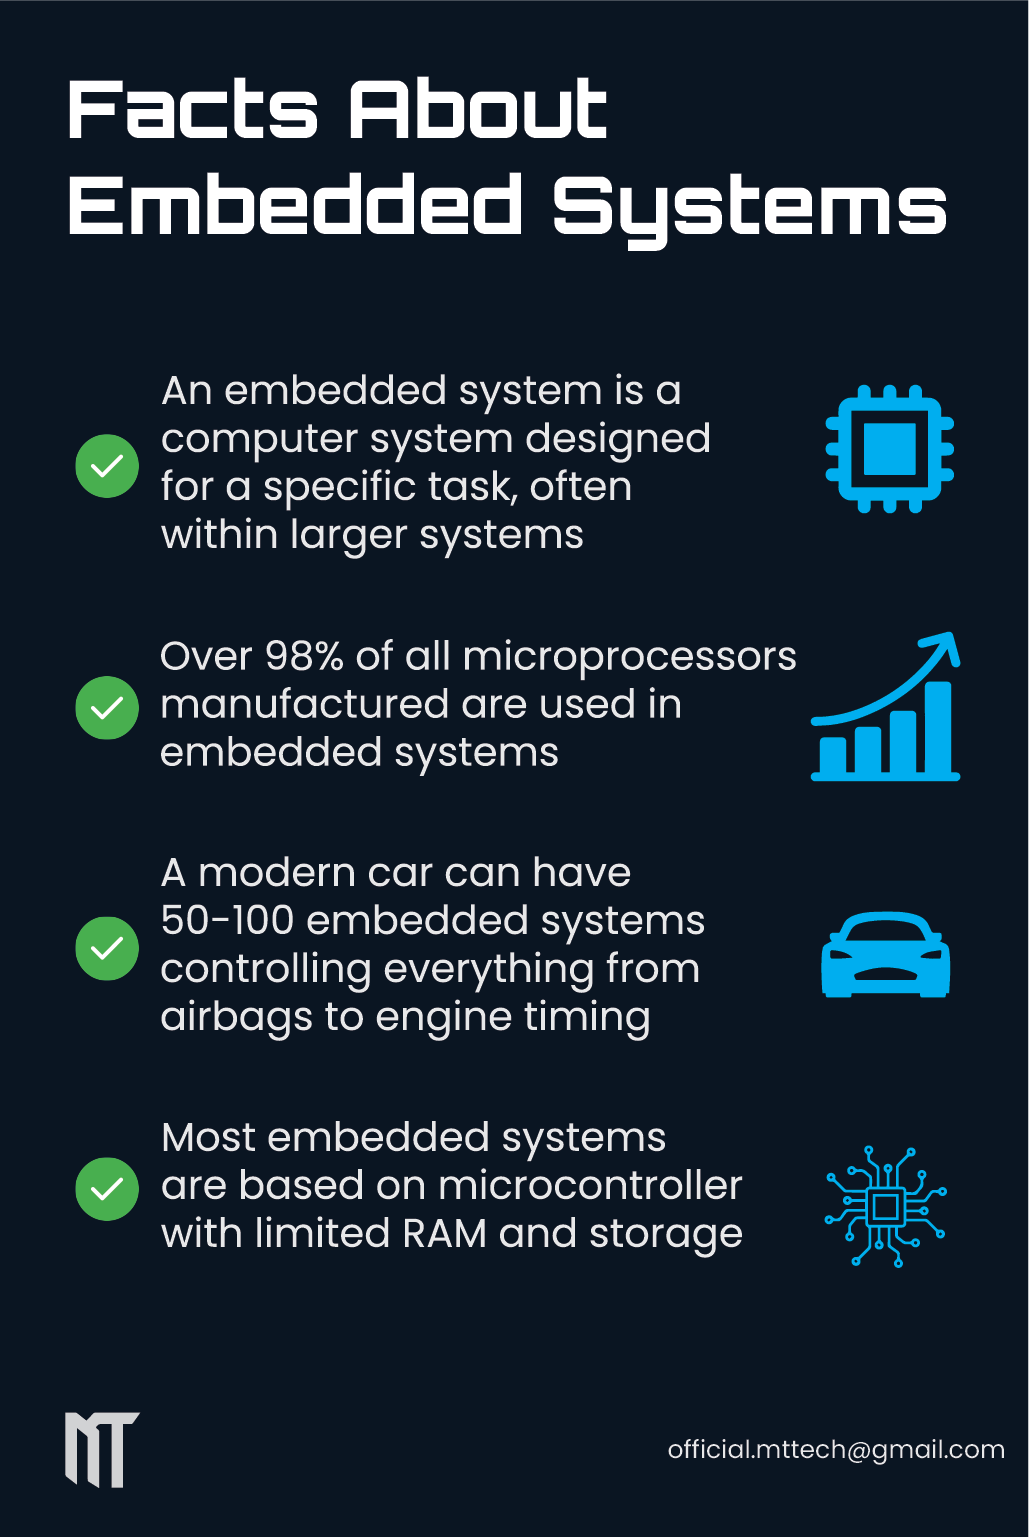 Facts About
Embedded Systems
An embedded system is a
computer system designed
for a specific task, often
within larger systems
Over 98% of all microprocessors
manufactured are used in
embedded systems
A modern car can have
50-100 embedded systems
controlling everything from
airbags to engine timing
Most embedded systems
are based on microcontroller
with limited RAM and storage
MT
official.mttech@gmail.com